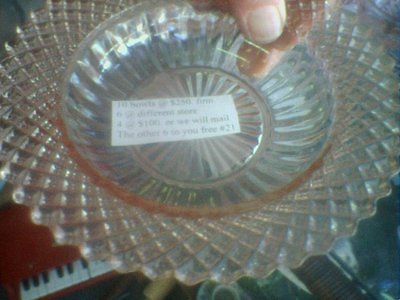 10 bowls @ $250. firm
6 @ different store
4 @ $100. or we will mail
The other 6 to you free #21